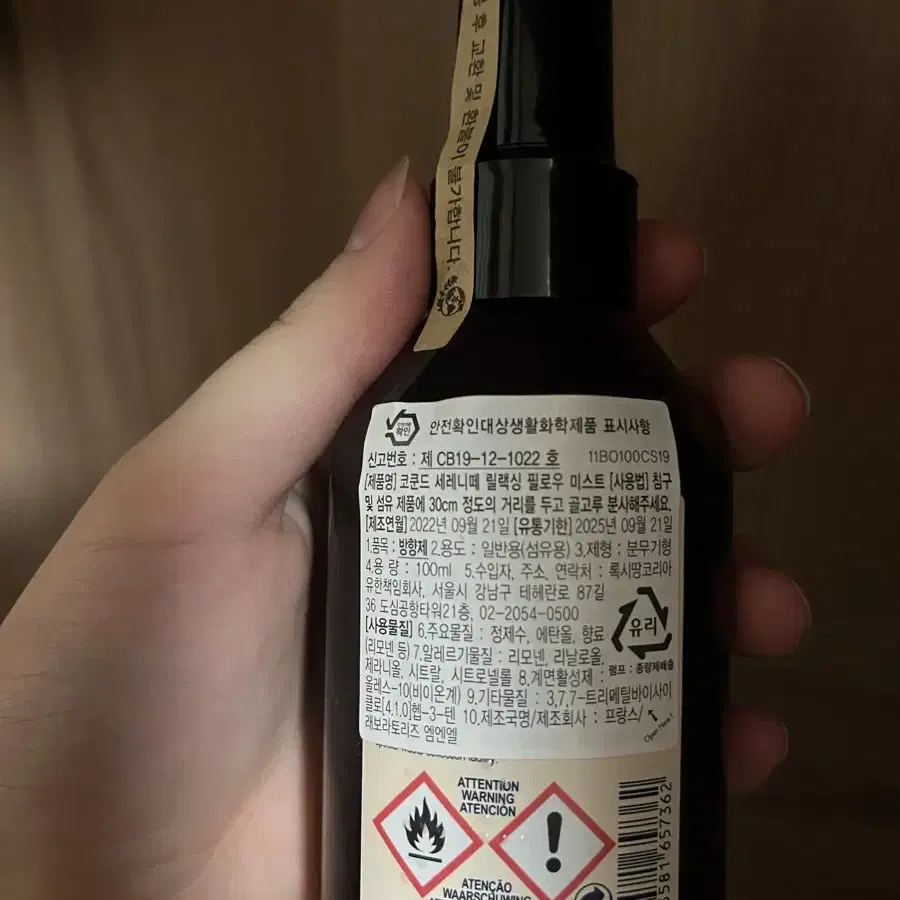 후 교환 및 환불이 불가합니다.
확인
안전확인대상생활화학제품 표시사항
신고번호 : 제 CB19-12-1022 호 11BO100CS19
[제품명] 코쿤드 세레니떼 릴랙싱 필로우 미스트 [사용법] 침구
및 섬유 제품에 30cm 정도의 거리를 두고 골고루 분사해주세요.
[제조연월] 2022년 09월 21일 [유통기한] 2025년 09월 21일
1.품목 : 방향제 2.용도 : 일반용(섬유용) 3.제형 : 분무기형
4.용 량 : 100ml 5.수입자, 주소, 연락처 : 록시땅코리아
유한책임회사, 서울시 강남구 테헤란로 87길
36 도심공항타워21층, 02-2054-0500
유리
펌프 : 종량제배출
[사용물질] 6.주요물질 : 정제수, 에탄올, 향료
(리모넨 등) 7.알레르기물질 : 리모넨, 리날로올,
제라니올, 시트랄, 시트로넬롤 8.계면활성제 :
올레스-10(비이온계) 9.기타물질 : 3,7,7-트리메틸바이사이
클로[4.1.0]헵-3-텐 10.제조국명/제조회사 : 프랑스/
래보라토리즈 엠엔엘
Open Here!
ATTENTION
WARNING
ATENCIÓN
ATENÇÃO
WAARSCHUWING
581 657362